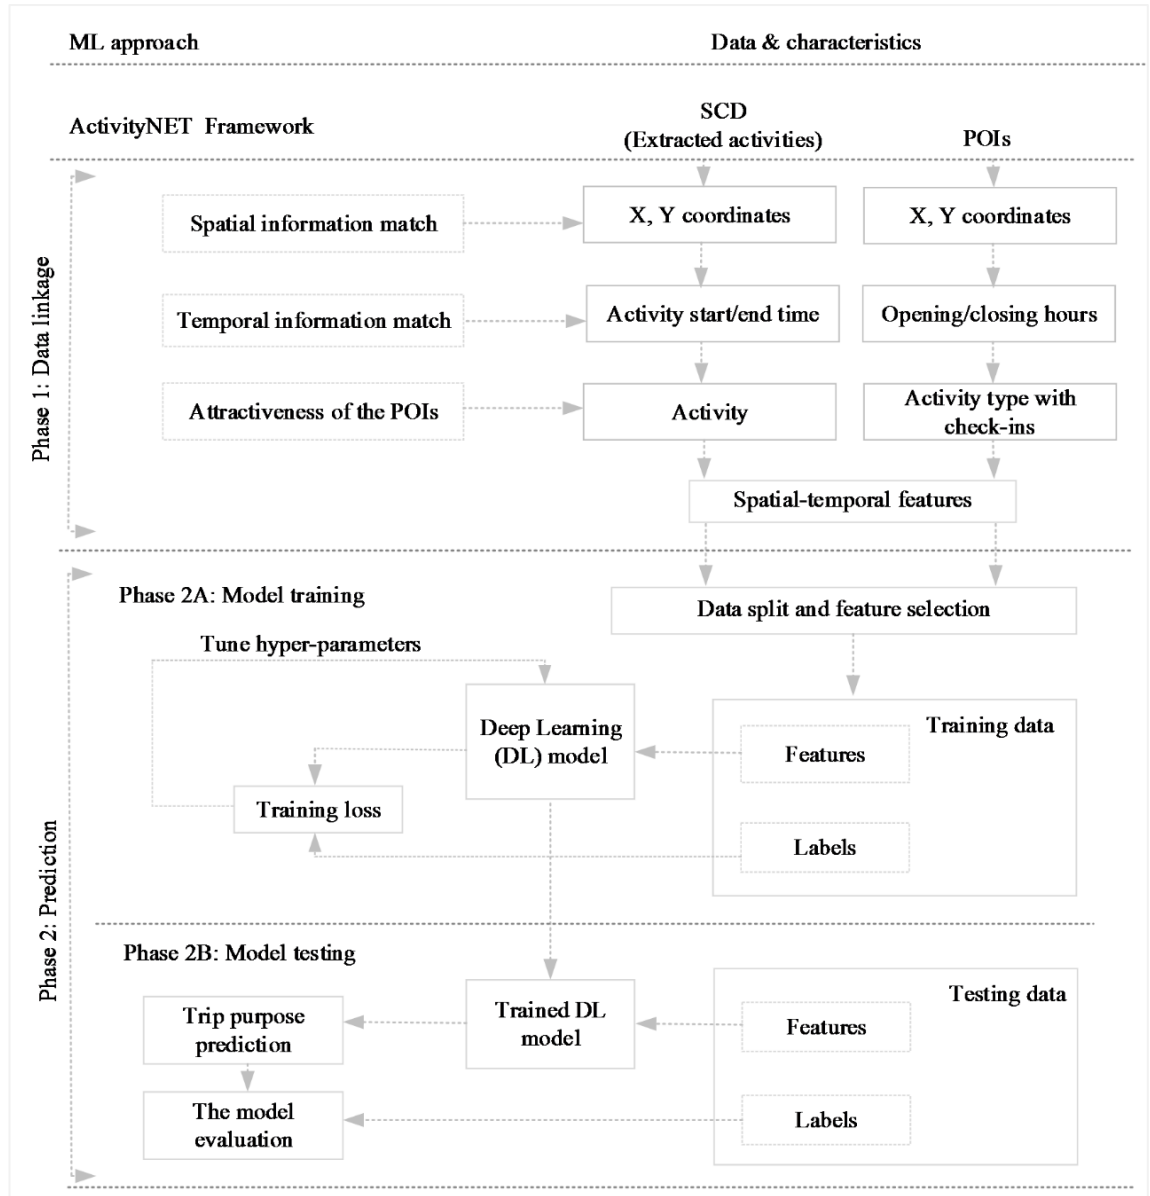 ML approach
Data & characteristics
ActivityNET Framework
SCD
(Extracted activities)
POIs
Phase 1: Data linkage
Spatial information match
X, Y coordinates
X, Y coordinates
Temporal information match
Activity start/end time
Opening/closing hours
Attractiveness of the POIs
Activity
Activity type with
check-ins
Spatial-temporal features
Phase 2: Prediction
Phase 2A: Model training
Data split and feature selection
Tune hyper-parameters
Deep Learning
(DL) model
Training data
Features
Training loss
Labels
Phase 2B: Model testing
Trip purpose
prediction
Trained DL
model
Testing data
Features
The model
evaluation
Labels